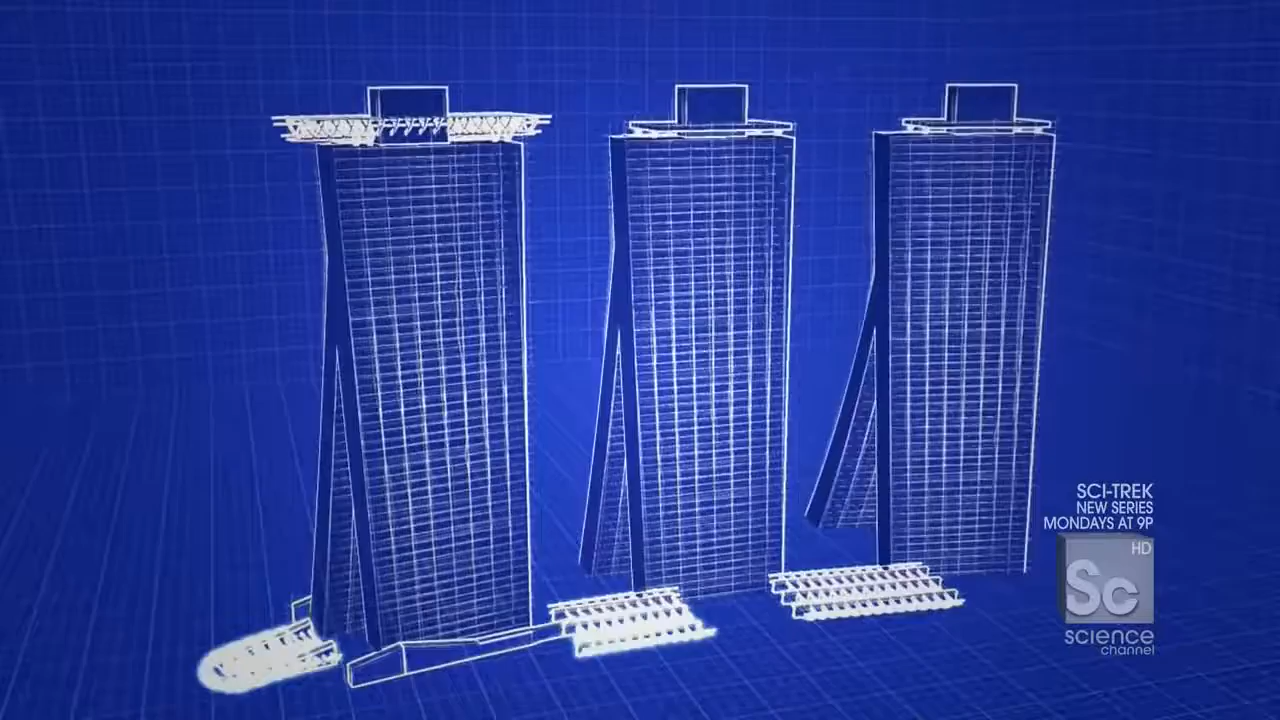 SCI-TREK
NEW SERIES
MONDAYS AT 9P
HD
Sc
science
channel